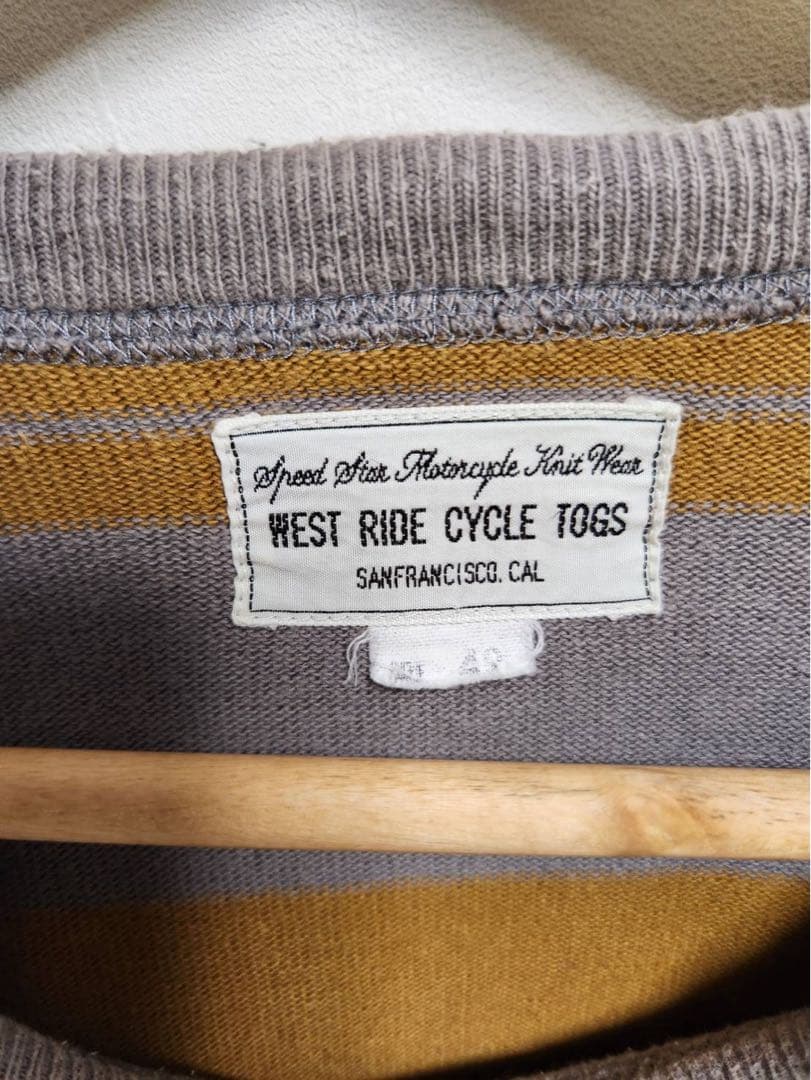 Speed Star Motorcycle Knit Wear
WEST RIDE CYCLE TOGS
SANFRANCISCO. CAL